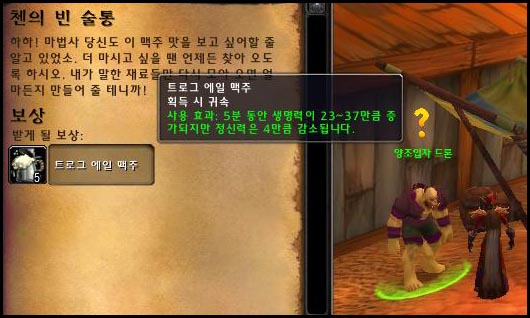 첸의 빈 술통
하하! 마법사 당신도 이 맥주 맛을 보고 싶어할 줄
알고 있었소. 더 마시고 싶을 땐 언제든 찾아 오도
록 하시오. 내가 말한 재료들만 다시 모아 오면 얼
마든지 만들어 줄 테니까!
보상
받게 될 보상:
5
트로그 에일 맥주
트로그 에일 맥주
획득 시 귀속
사용 효과: 5분 동안 생명력이 23~37만큼 증
가되지만 정신력은 4만큼 감소됩니다.
양조업자 드론